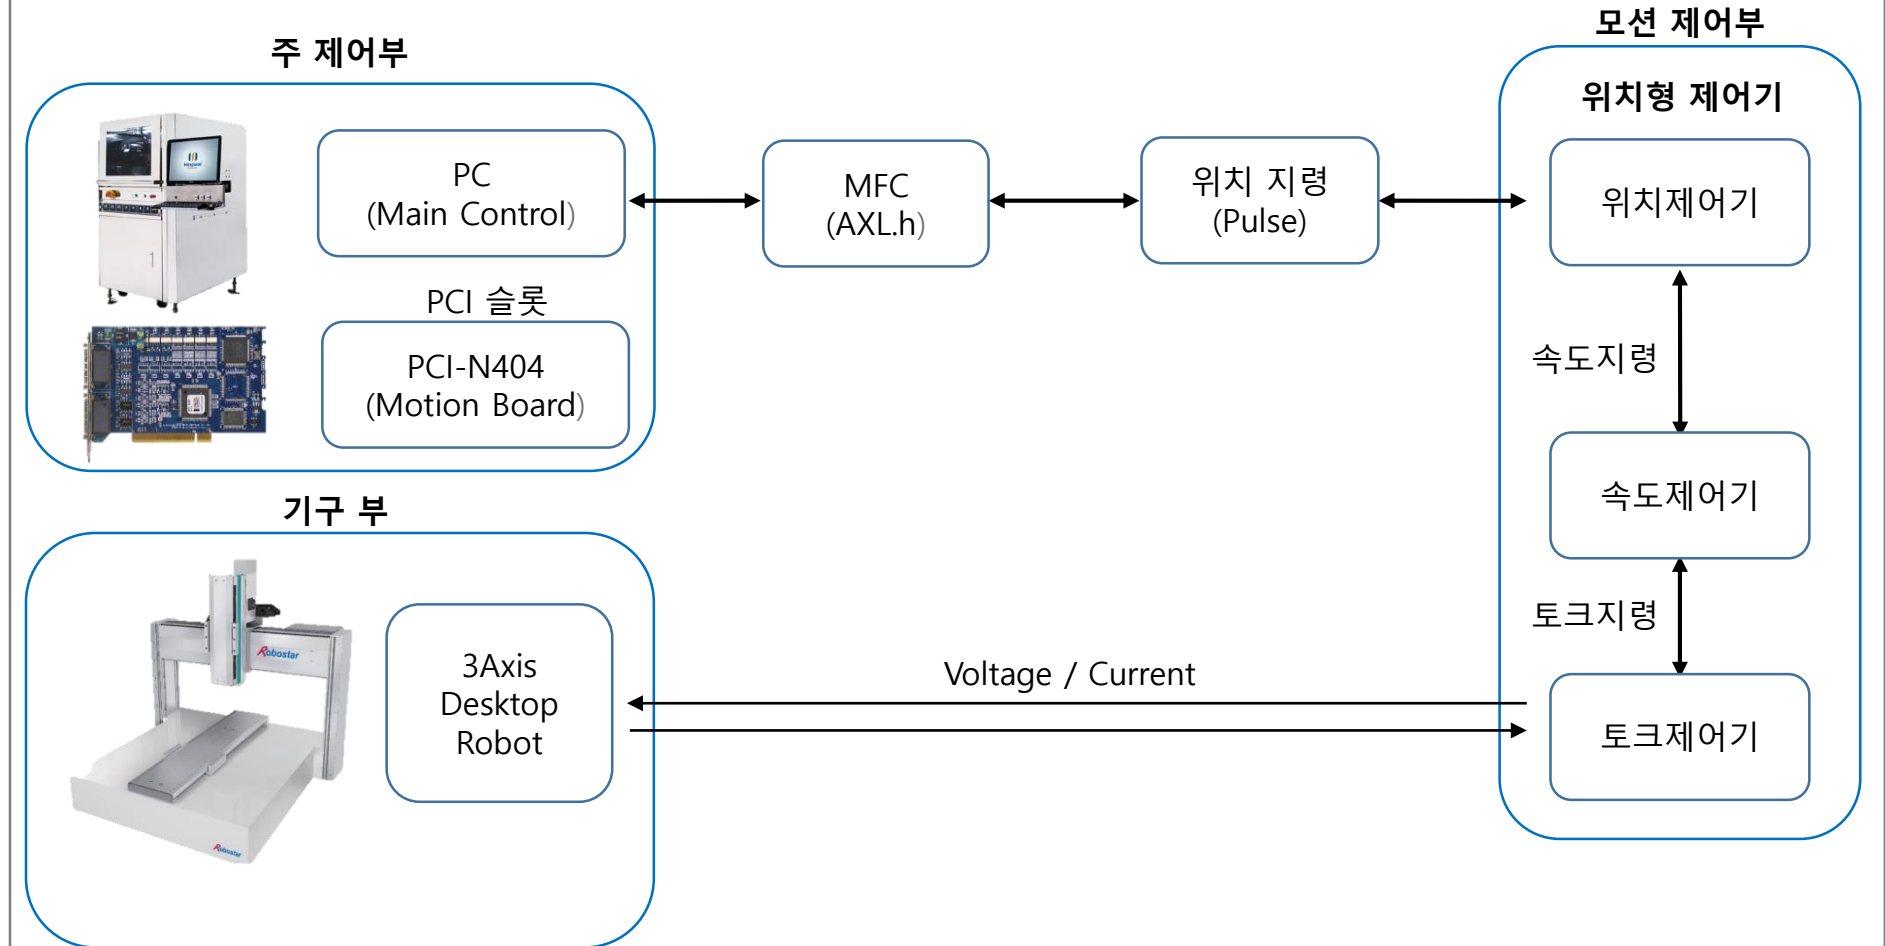 주 제어부
PC
(Main Control)
PCI 슬롯
PCI-N404
(Motion Board)
MFC
(AXL.h)
위치 지령
(Pulse)
모션 제어부
위치형 제어기
위치제어기
속도지령
속도제어기
토크지령
토크제어기
기구 부
Robostar
Robostar
3Axis
Desktop
Robot
Voltage / Current